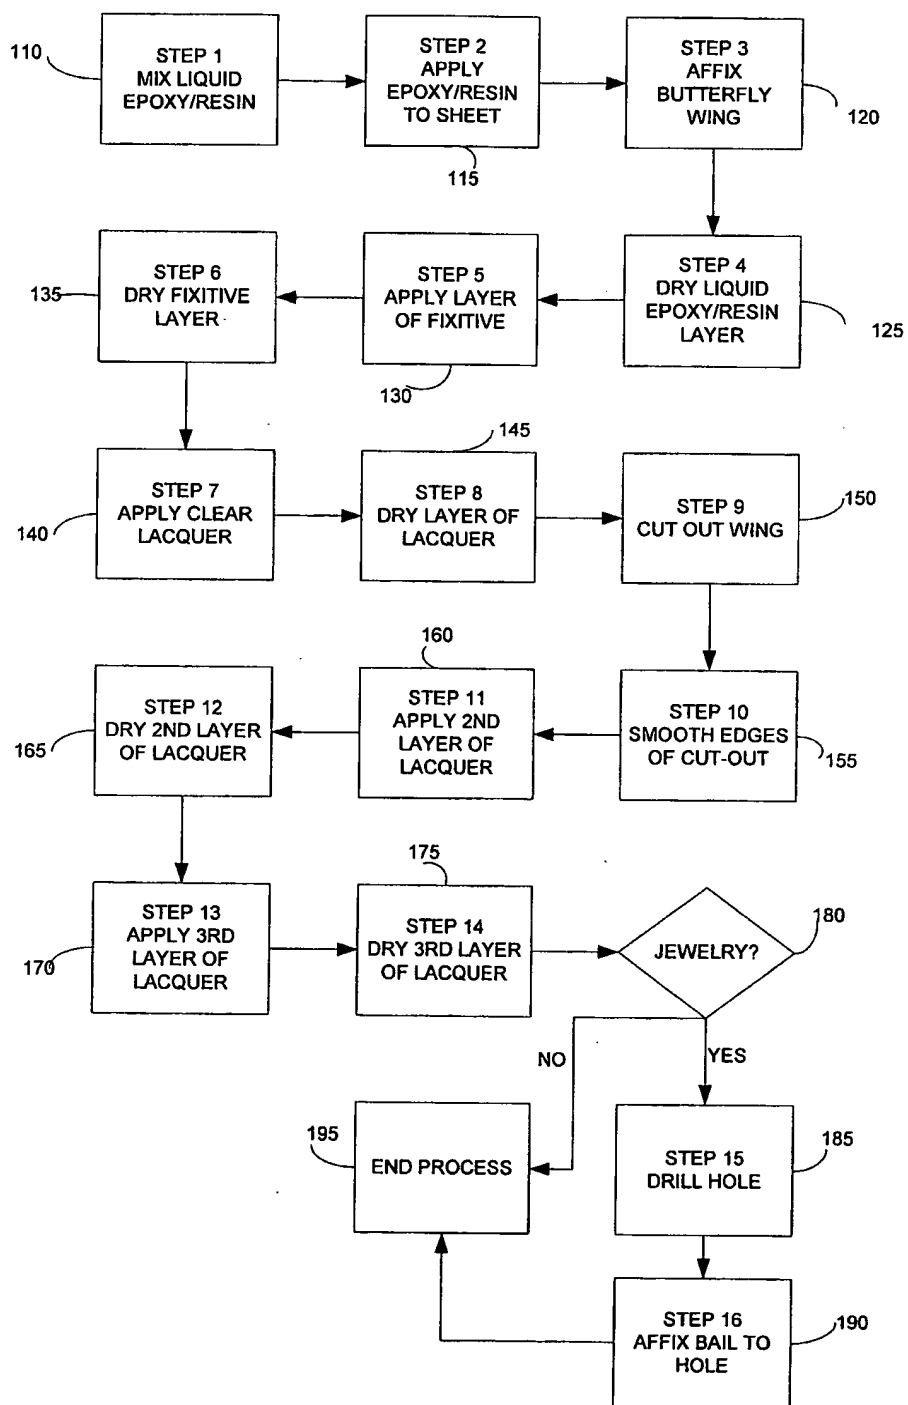 110
STEP 1
MIX LIQUID
EPOXY/RESIN
STEP 2
APPLY
EPOXY/RESIN
TO SHEET
115
STEP 3
AFFIX
BUTTERFLY
WING
120
STEP 4
DRY LIQUID
EPOXY/RESIN
LAYER
125
STEP 5
APPLY LAYER
OF FIXITIVE
130
STEP 6
DRY FIXITIVE
LAYER
135
STEP 7
APPLY CLEAR
LACQUER
140
145
STEP 8
DRY LAYER OF
LACQUER
STEP 9
CUT OUT WING
150
STEP 10
SMOOTH EDGES
OF CUT-OUT
155
160
STEP 11
APPLY 2ND
LAYER OF
LACQUER
STEP 12
DRY 2ND LAYER
OF LACQUER
165
STEP 13
APPLY 3RD
LAYER OF
LACQUER
170
175
STEP 14
DRY 3RD LAYER
OF LACQUER
JEWELRY?
180
NO
YES
195
END PROCESS
STEP 15
DRILL HOLE
185
STEP 16
AFFIX BAIL TO
HOLE
190